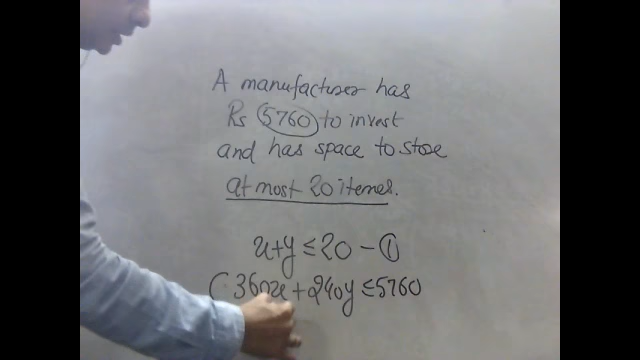 A manufacturer has
Rs 5760 to invest
and has space to store
at most 20 items.
x+y ≤ 20 - ①
(360x + 240y ≤ 5760